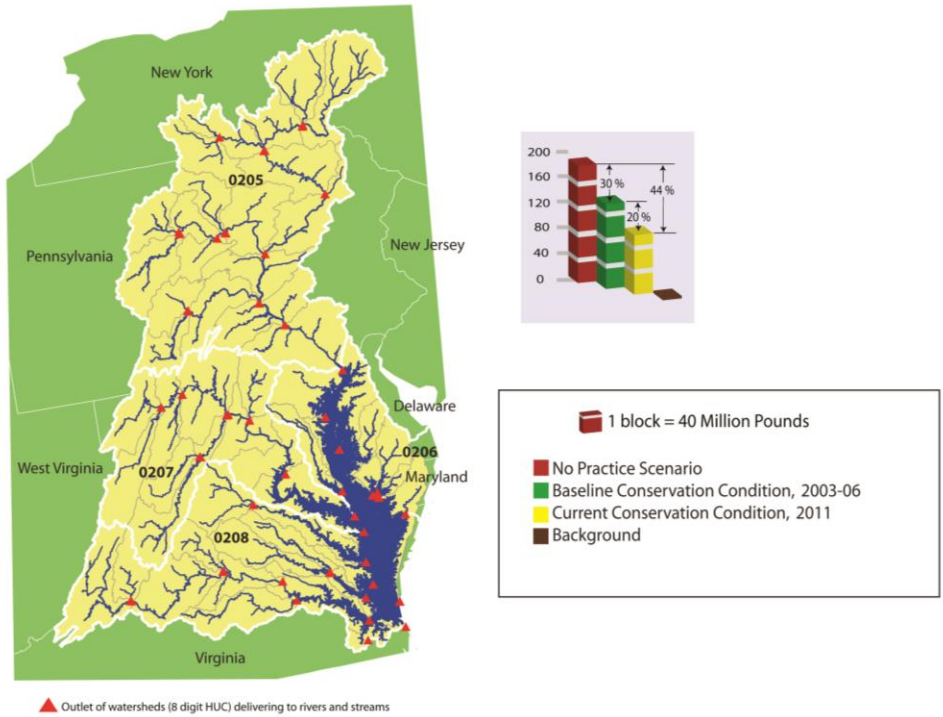 New York
0205
Pennsylvania
New Jersey
Delaware
0206
Maryland
West Virginia
0207
0208
Virginia
Outlet of watersheds (8 digit HUC) delivering to rivers and streams
200
160
120
80
40
0
30 %
44 %
20 %
1 block = 40 Million Pounds
No Practice Scenario
Baseline Conservation Condition, 2003-06
Current Conservation Condition, 2011
Background